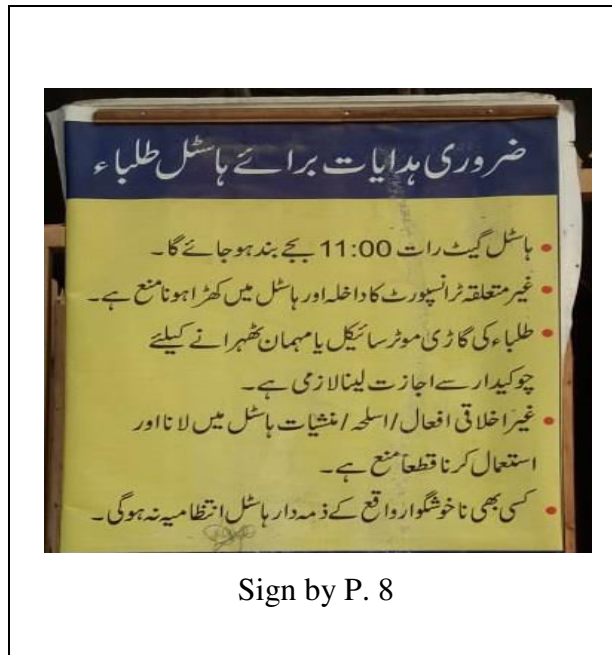 ضروری ہدایات برائے ہاسٹل طلباء
• ہاسٹل گیٹ رات 11:00 بجے بند ہو جائے گا۔
• غیر متعلقہ ٹرانسپورٹ کا داخلہ اور ہاسٹل میں کھڑا ہونا منع ہے۔
• طلباء کی گاڑی موٹر سائیکل یا مہمان ٹھہرانے کیلئے
چوکیدار سے اجازت لینا لازمی ہے۔
• غیر اخلاقی افعال/اسلحہ/منشیات ہاسٹل میں لانا اور
استعمال کرنا قطعاً منع ہے۔
• کسی بھی ناخوشگوار واقع کے ذمہ دار ہاسٹل انتظامیہ نہ ہوگی۔
Sign by P. 8